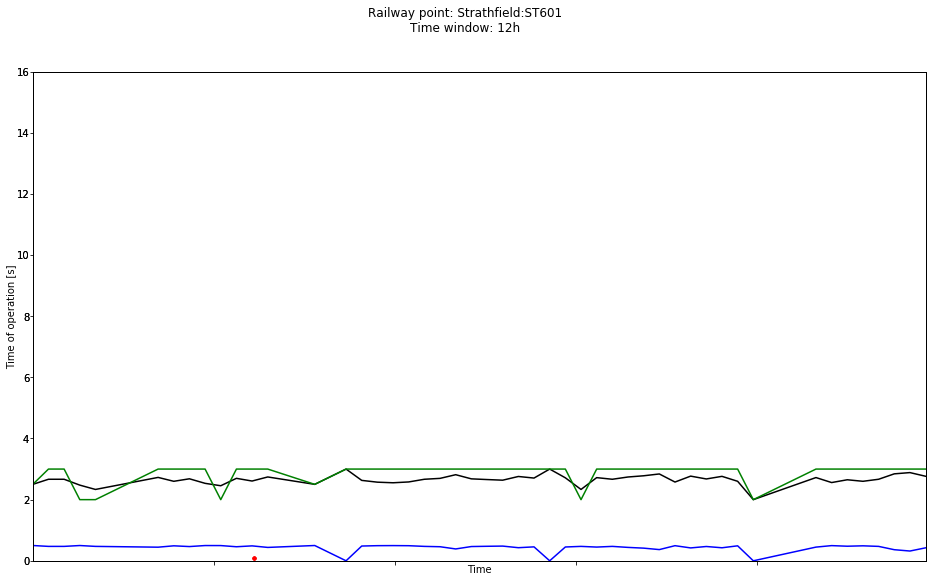 Railway point: Strathfield:ST601
Time window: 12h
16
14
12
10
8
6
4
2
0
Time of operation [s]
Time